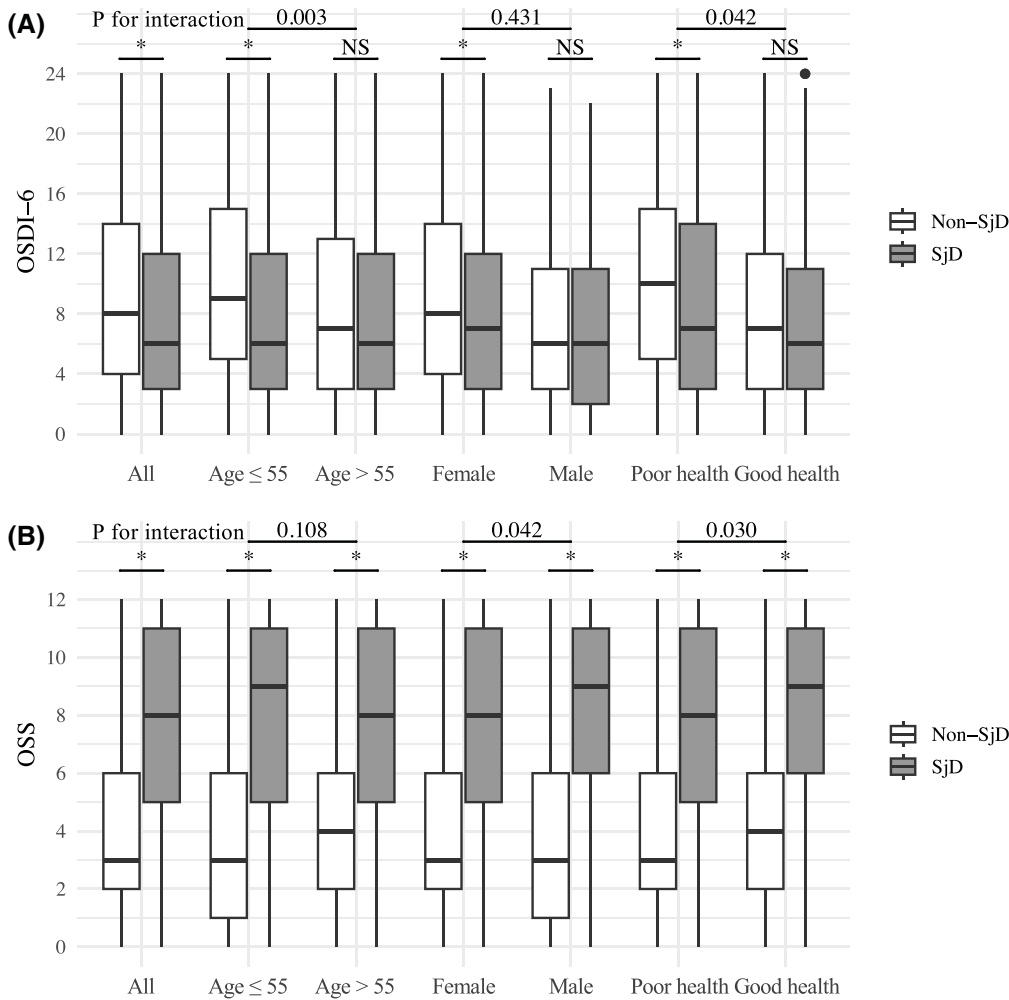 (A)
P for interaction 0.003 0.431 0.042
* * NS * NS * NS
24
20
16
12
8
4
0
OSDI−6
All Age ≤ 55 Age > 55 Female Male Poor health Good health
Non−SjD
SjD
(B)
P for interaction 0.108 0.042 0.030
* * * * * * *
12
10
8
6
4
2
0
OSS
All Age ≤ 55 Age > 55 Female Male Poor health Good health
Non−SjD
SjD